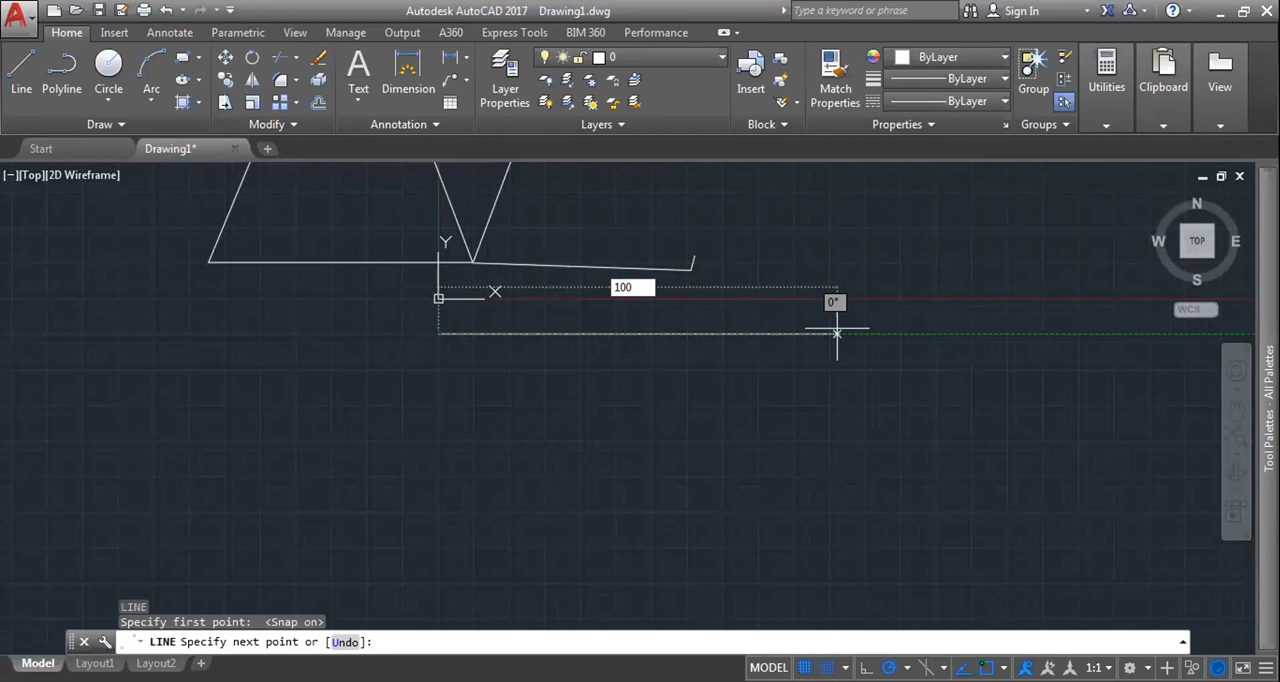 Autodesk AutoCAD 2017 Drawing1.dwg
Type a keyword or phrase
Sign In
Home Insert Annotate Parametric View Manage Output A360 Express Tools BIM 360 Performance
Line Polyline Circle Arc
Text Dimension
Layer Properties
0
Insert
Match Properties
ByLayer
ByLayer
ByLayer
Group
Utilities
Clipboard
View
Draw Modify Annotation Layers Block Properties Groups
Start Drawing1*
[−][Top][2D Wireframe]
N
W TOP E
S
WCS
Y
X
100
0°
Tool Palettes - All Palettes
LINE
Specify first point: <Snap on>
LINE Specify next point or [Undo]:
Model Layout1 Layout2
MODEL
1:1